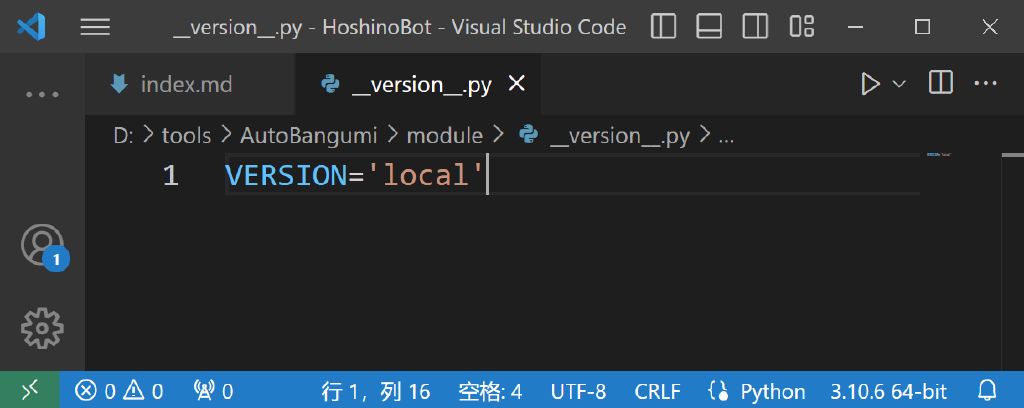 __version__.py - HoshinoBot - Visual Studio Code
index.md
__version__.py
D: > tools > AutoBangumi > module > __version__.py > ...
1 VERSION='local'
1
0 0 0 行 1，列 16 空格: 4 UTF-8 CRLF Python 3.10.6 64-bit